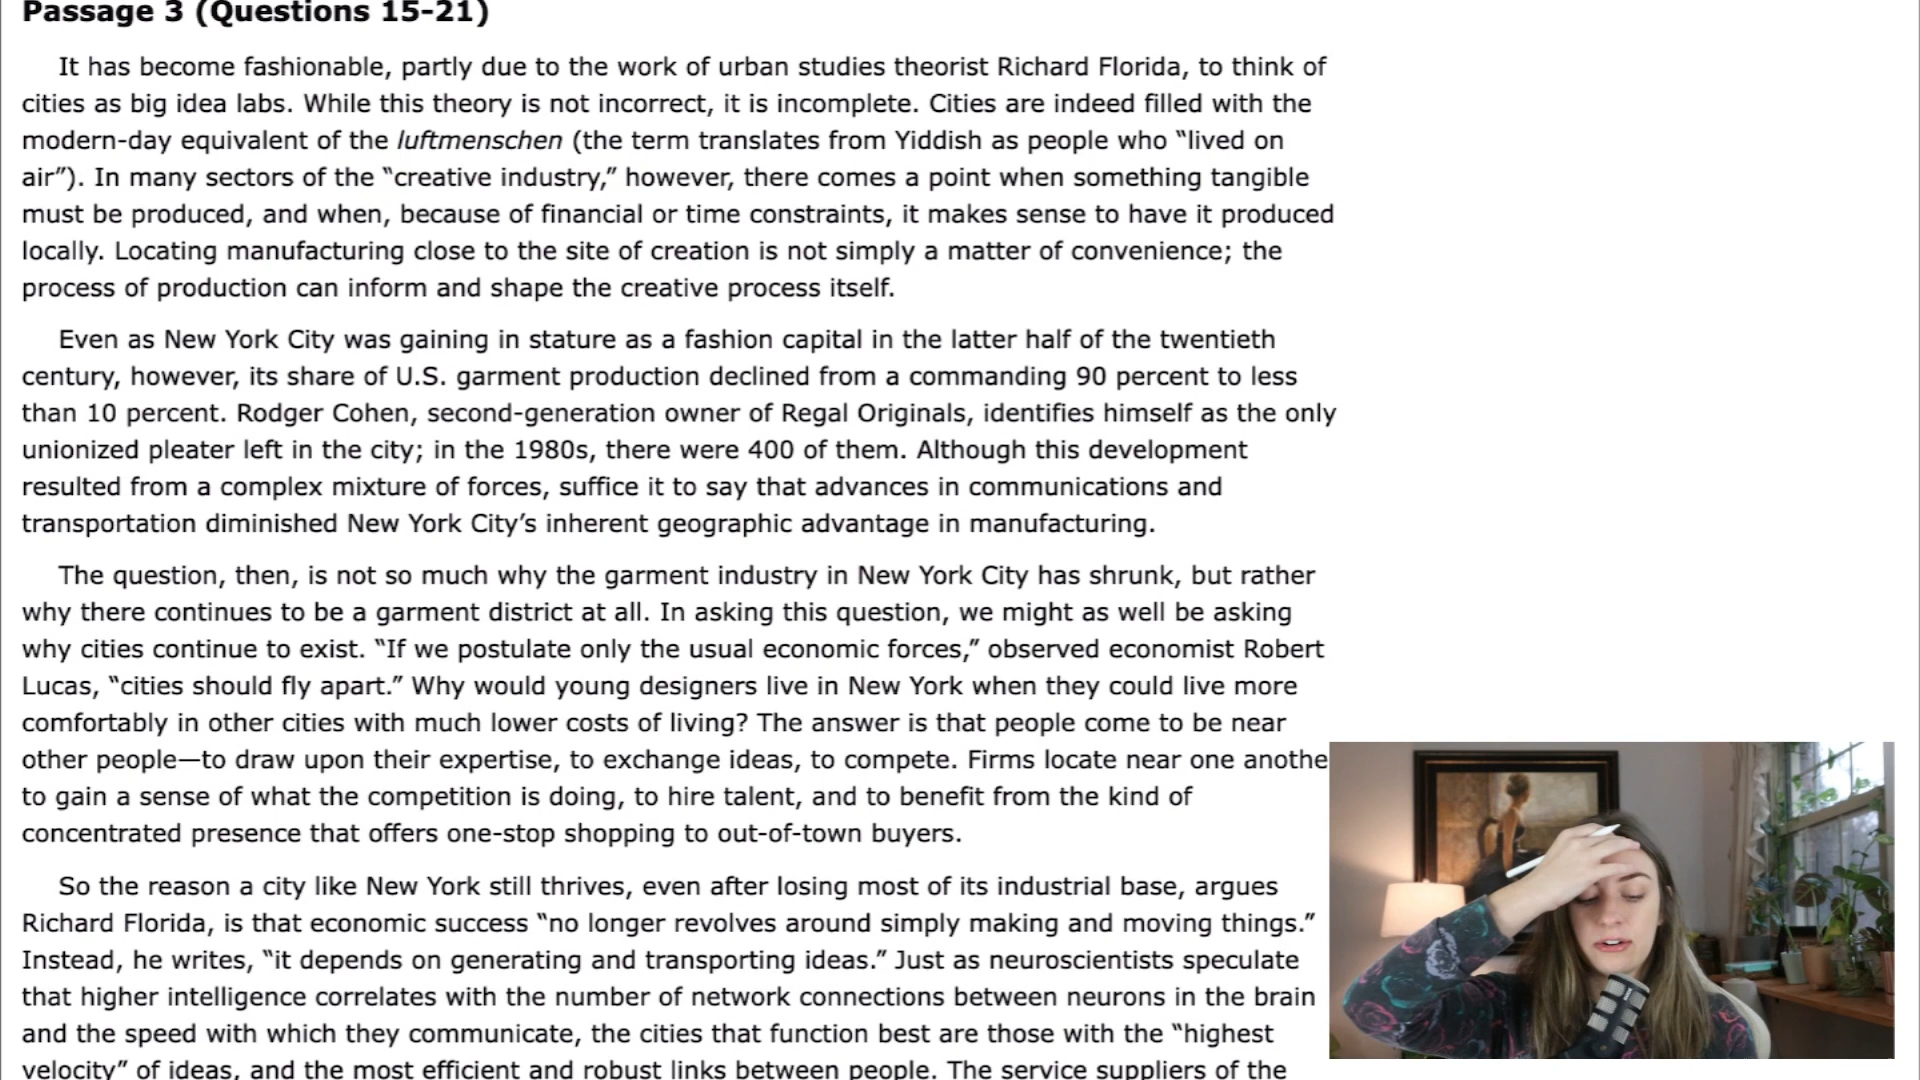 Passage 3 (Questions 15-21)
It has become fashionable, partly due to the work of urban studies theorist Richard Florida, to think of
cities as big idea labs. While this theory is not incorrect, it is incomplete. Cities are indeed filled with the
modern-day equivalent of the luftmenschen (the term translates from Yiddish as people who “lived on
air”). In many sectors of the “creative industry,” however, there comes a point when something tangible
must be produced, and when, because of financial or time constraints, it makes sense to have it produced
locally. Locating manufacturing close to the site of creation is not simply a matter of convenience; the
process of production can inform and shape the creative process itself.
Even as New York City was gaining in stature as a fashion capital in the latter half of the twentieth
century, however, its share of U.S. garment production declined from a commanding 90 percent to less
than 10 percent. Rodger Cohen, second-generation owner of Regal Originals, identifies himself as the only
unionized pleater left in the city; in the 1980s, there were 400 of them. Although this development
resulted from a complex mixture of forces, suffice it to say that advances in communications and
transportation diminished New York City’s inherent geographic advantage in manufacturing.
The question, then, is not so much why the garment industry in New York City has shrunk, but rather
why there continues to be a garment district at all. In asking this question, we might as well be asking
why cities continue to exist. “If we postulate only the usual economic forces,” observed economist Robert
Lucas, “cities should fly apart.” Why would young designers live in New York when they could live more
comfortably in other cities with much lower costs of living? The answer is that people come to be near
other people—to draw upon their expertise, to exchange ideas, to compete. Firms locate near one anothe
to gain a sense of what the competition is doing, to hire talent, and to benefit from the kind of
concentrated presence that offers one-stop shopping to out-of-town buyers.
So the reason a city like New York still thrives, even after losing most of its industrial base, argues
Richard Florida, is that economic success “no longer revolves around simply making and moving things.”
Instead, he writes, “it depends on generating and transporting ideas.” Just as neuroscientists speculate
that higher intelligence correlates with the number of network connections between neurons in the brain
and the speed with which they communicate, the cities that function best are those with the “highest
velocity” of ideas, and the most efficient and robust links between people. The service suppliers of the